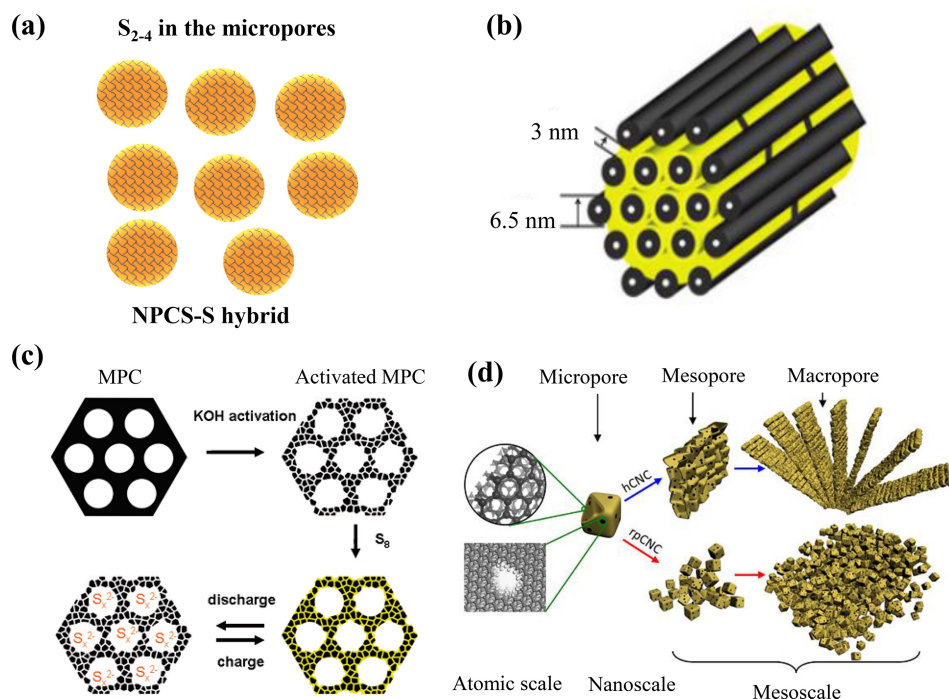 (a)
S2-4 in the micropores
NPCS-S hybrid
(b)
3 nm
6.5 nm
(c)
MPC
Activated MPC
KOH activation
S8
Sx2-
Sx2-
Sx2-
Sx2-
Sx2-
Sx2-
Sx2-
discharge
charge
(d)
Micropore
Mesopore
Macropore
hCNC
rpCNC
Atomic scale
Nanoscale
Mesoscale